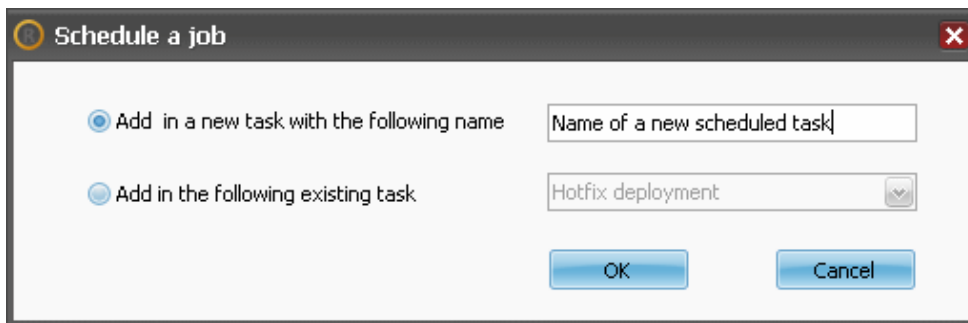 Schedule a job
Add in a new task with the following name
Name of a new scheduled task
Add in the following existing task
Hotfix deployment
OK
Cancel